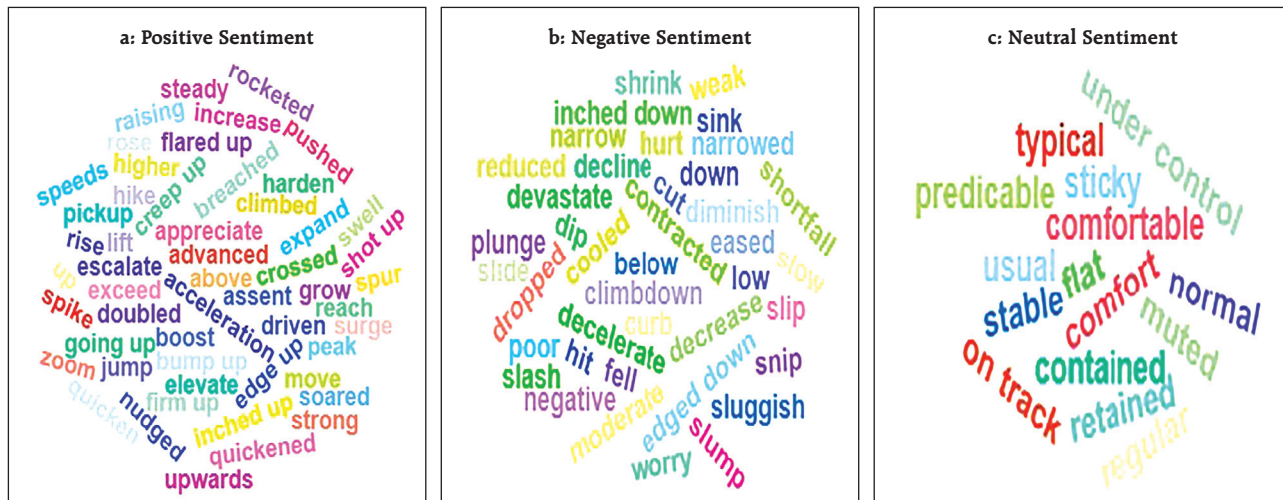 a: Positive Sentiment
rocketed
steady
raising
increase
pushed
rose
flared up
higher
creep up
breached
speeds
harden
hike
climbed
pickup
appreciate
expand
swell
shot up
rise
lift
advanced
escalate
above
crossed
up
spur
exceed
acceleration
assent
grow
spike
doubled
reach
driven
surge
going up
boost
peak
zoom
jump
bump up
edge up
elevate
move
quicken
nudged
firm up
soared
inched up
strong
quickened
upwards
b: Negative Sentiment
shrink
weak
inched down
sink
narrow
hurt
narrowed
reduced
decline
down
shortfall
devastate
cut
contracted
diminish
dip
plunge
cooled
eased
slide
below
low
slow
dropped
climbdown
slip
curb
decrease
decelerate
poor
hit
fell
snip
slash
negative
edged down
sluggish
moderate
slump
worry
c: Neutral Sentiment
under control
typical
predicable
sticky
comfortable
usual
flat
stable
comfort
normal
muted
on track
contained
retained
regular